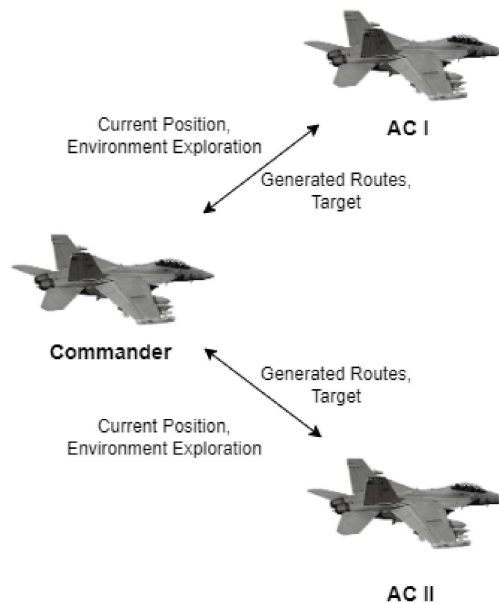 AC I
Current Position,
Environment Exploration
Generated Routes,
Target
Commander
Generated Routes,
Target
Current Position,
Environment Exploration
AC II